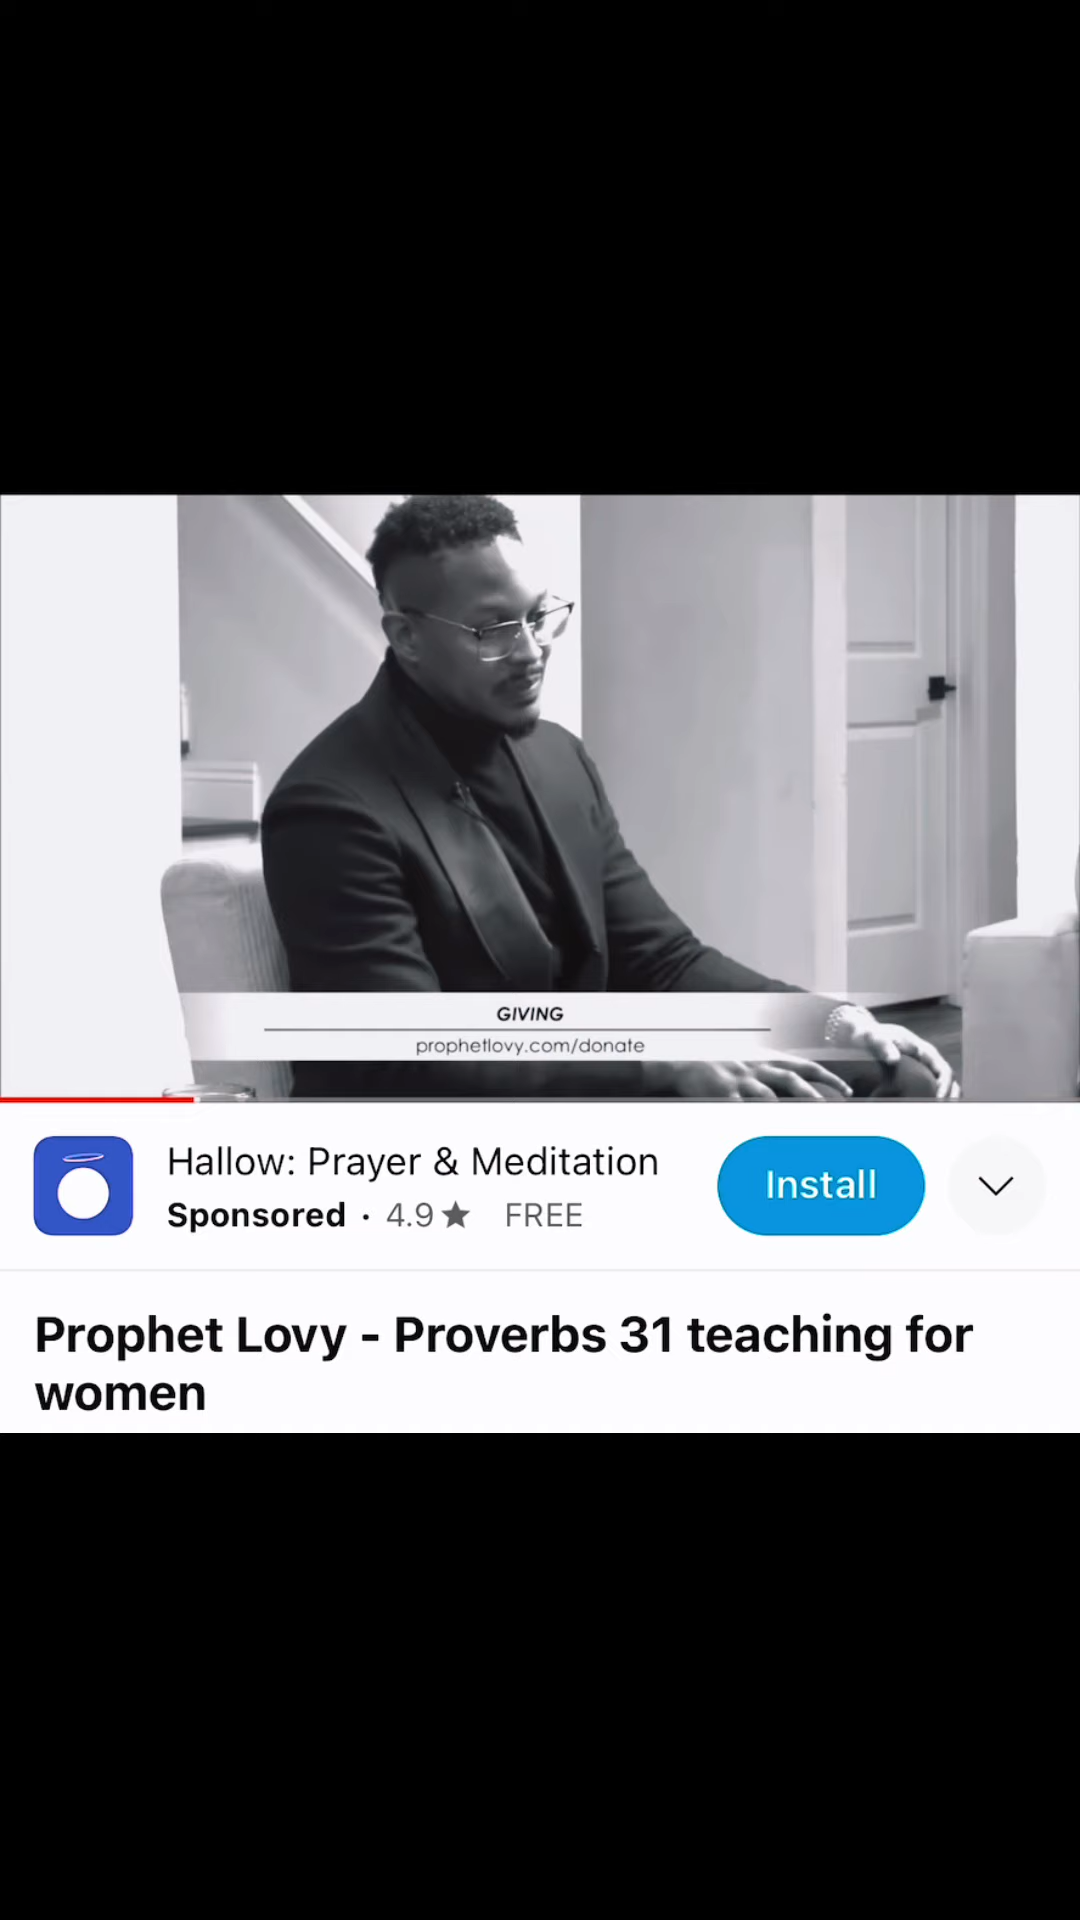 GIVING
prophetlovy.com/donate
Hallow: Prayer & Meditation
Sponsored · 4.9★ FREE
Install
Prophet Lovy - Proverbs 31 teaching for
women